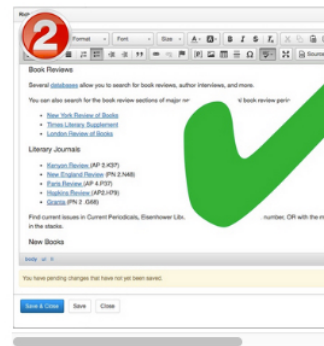 2
Format Font Size
Source
Book Reviews
Several databases allow you to search for book reviews, author interviews, and more.
You can also search for the book review sections of major book review
New York Review of Books
Times Literary Supplement
London Review of Books
Literary Journals
Kenyon Review (AP 2.K37)
New England Review (PN 2.N48)
Paris Review (AP 4.P37)
Hopkins Review (AP2.H79)
Granta (PN 2 .G68)
Find current issues in Current Periodicals, Eisenhower number, OR with the
in the stacks.
New Books
body ul li
You have pending changes that have not yet been saved.
Save & Close Save Close